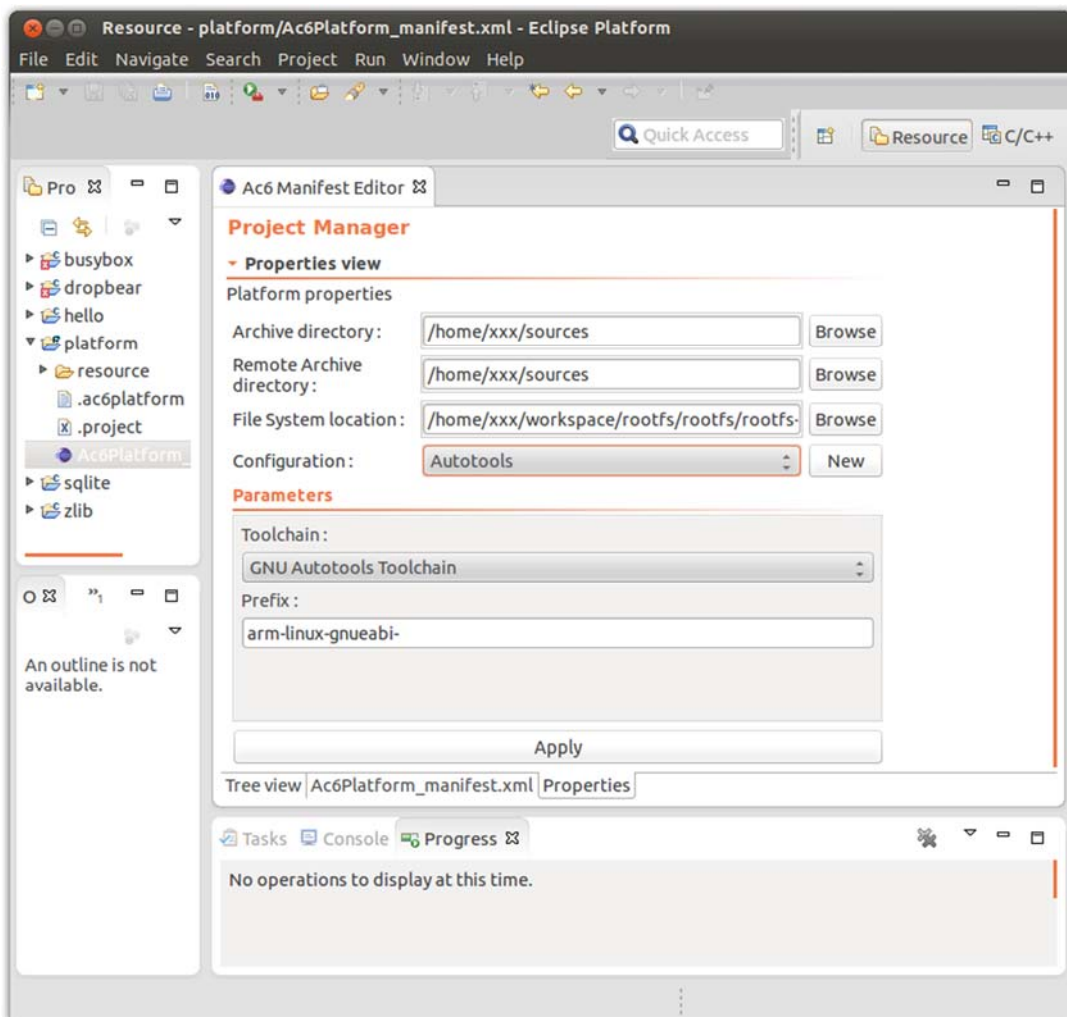 Resource - platform/Ac6Platform_manifest.xml - Eclipse Platform
File Edit Navigate Search Project Run Window Help
Quick Access
Resource
C/C++
Pro
busybox
dropbear
hello
platform
resource
.ac6platform
.project
Ac6Platform_
sqlite
zlib
O
»1
An outline is not
available.
Ac6 Manifest Editor
Project Manager
Properties view
Platform properties
Archive directory : /home/xxx/sources Browse
Remote Archive
directory : /home/xxx/sources Browse
File System location : /home/xxx/workspace/rootfs/rootfs/rootfs- Browse
Configuration : Autotools New
Parameters
Toolchain :
GNU Autotools Toolchain
Prefix :
arm-linux-gnueabi-
Apply
Tree view Ac6Platform_manifest.xml Properties
Tasks Console Progress
No operations to display at this time.